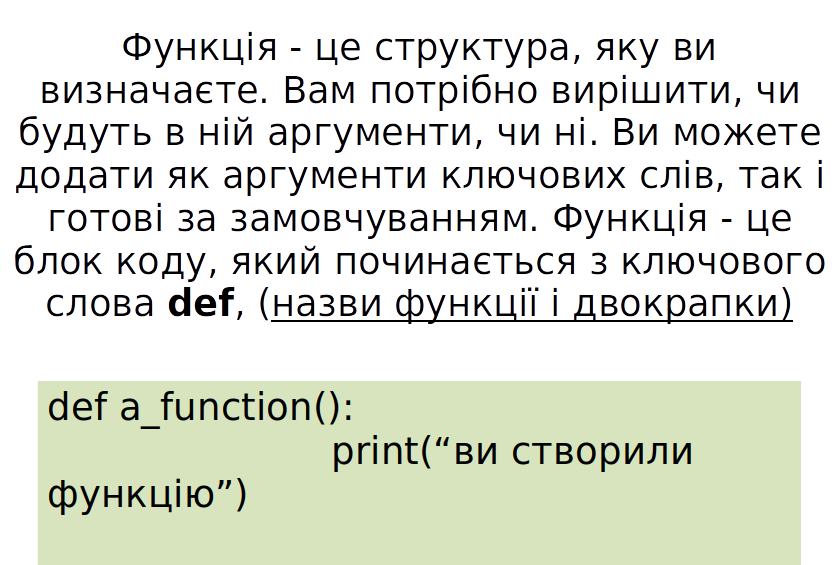 Функція - це структура, яку ви
визначаєте. Вам потрібно вирішити, чи
будуть в ній аргументи, чи ні. Ви можете
додати як аргументи ключових слів, так і
готові за замовчуванням. Функція - це
блок коду, який починається з ключового
слова def, (назви функції і двокрапки)
def a_function():
print(“ви створили
функцію”)